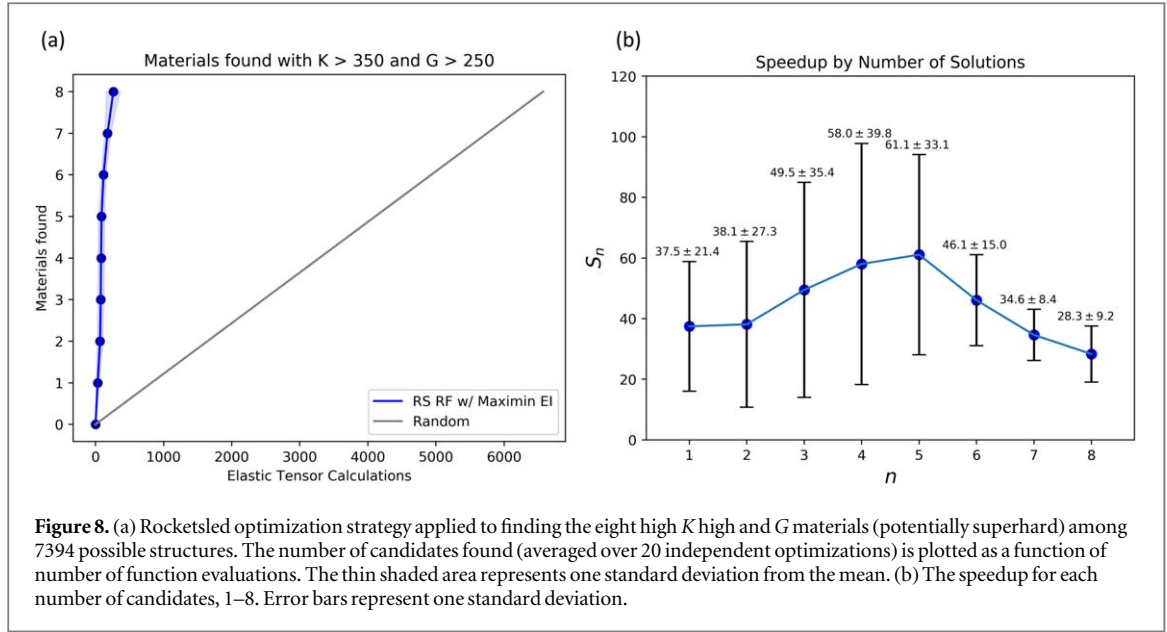 (a)
Materials found with K > 350 and G > 250
Materials found
8
7
6
5
4
3
2
1
0
RS RF w/ Maximin EI
Random
0 1000 2000 3000 4000 5000 6000
Elastic Tensor Calculations
(b)
Speedup by Number of Solutions
Sn
120
100
80
60
40
20
0
37.5 ± 21.4
38.1 ± 27.3
49.5 ± 35.4
58.0 ± 39.8
61.1 ± 33.1
46.1 ± 15.0
34.6 ± 8.4
28.3 ± 9.2
1 2 3 4 5 6 7 8
n
Figure 8. (a) Rocketsled optimization strategy applied to finding the eight high K high and G materials (potentially superhard) among
7394 possible structures. The number of candidates found (averaged over 20 independent optimizations) is plotted as a function of
number of function evaluations. The thin shaded area represents one standard deviation from the mean. (b) The speedup for each
number of candidates, 1–8. Error bars represent one standard deviation.